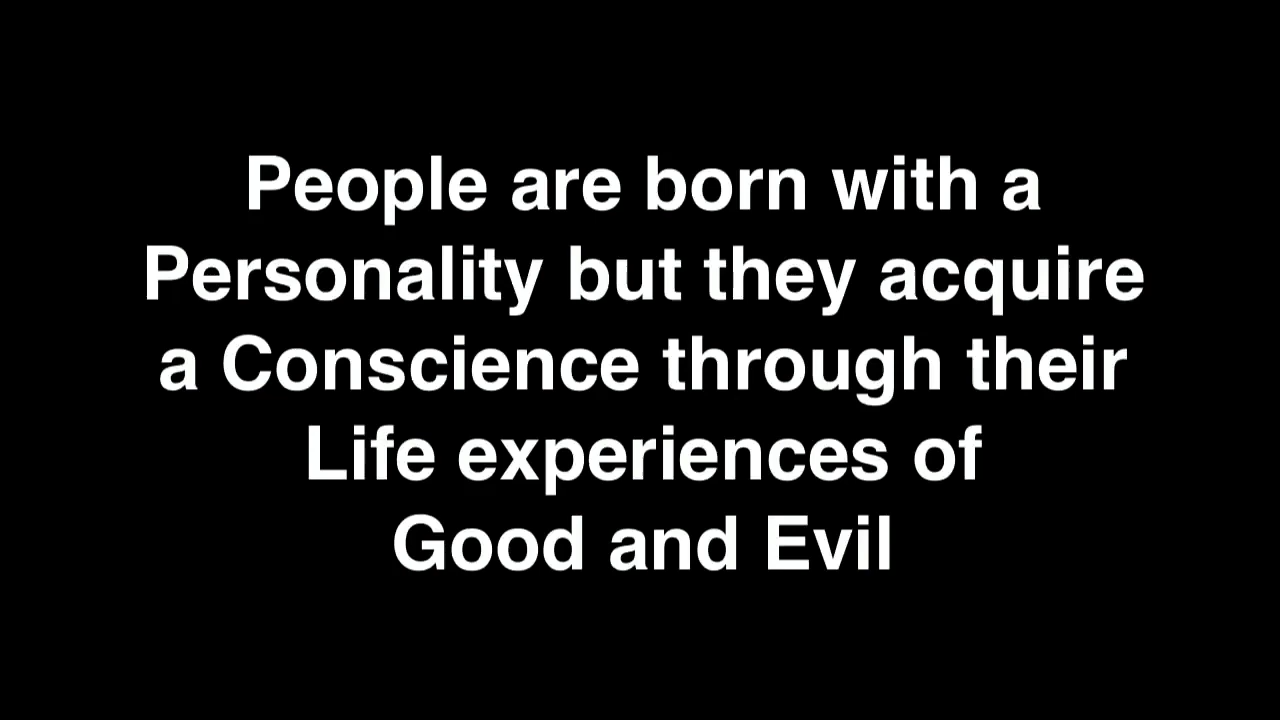 People are born with a
Personality but they acquire
a Conscience through their
Life experiences of
Good and Evil